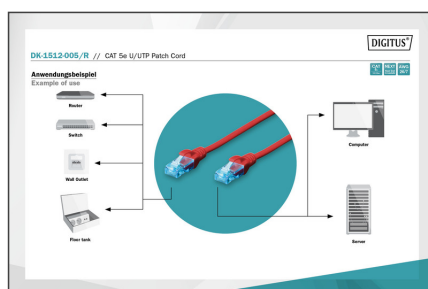 DIGITUS®
DK-1512-005/R // CAT 5e U/UTP Patch Cord
Anwendungsbeispiel
Example of use
Router
Switch
Wall Outlet
Floor tank
Computer
Server